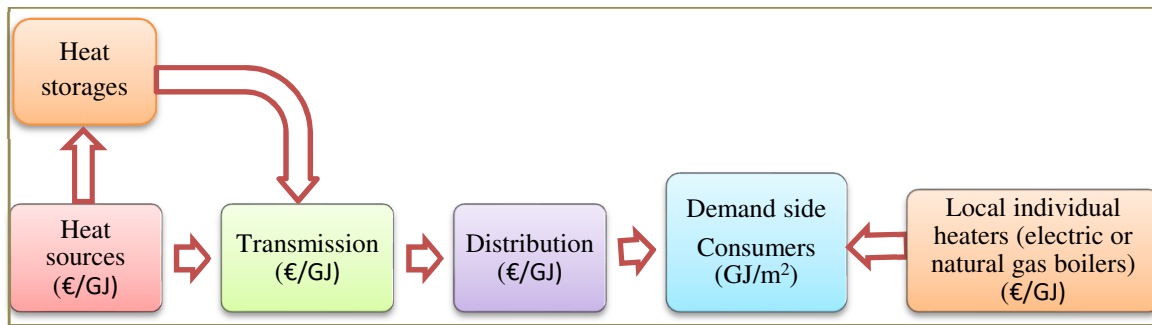 Heat
storages
Heat
sources
(€/GJ)
Transmission
(€/GJ)
Distribution
(€/GJ)
Demand side
Consumers
(GJ/m²)
Local individual
heaters (electric or
natural gas boilers)
(€/GJ)